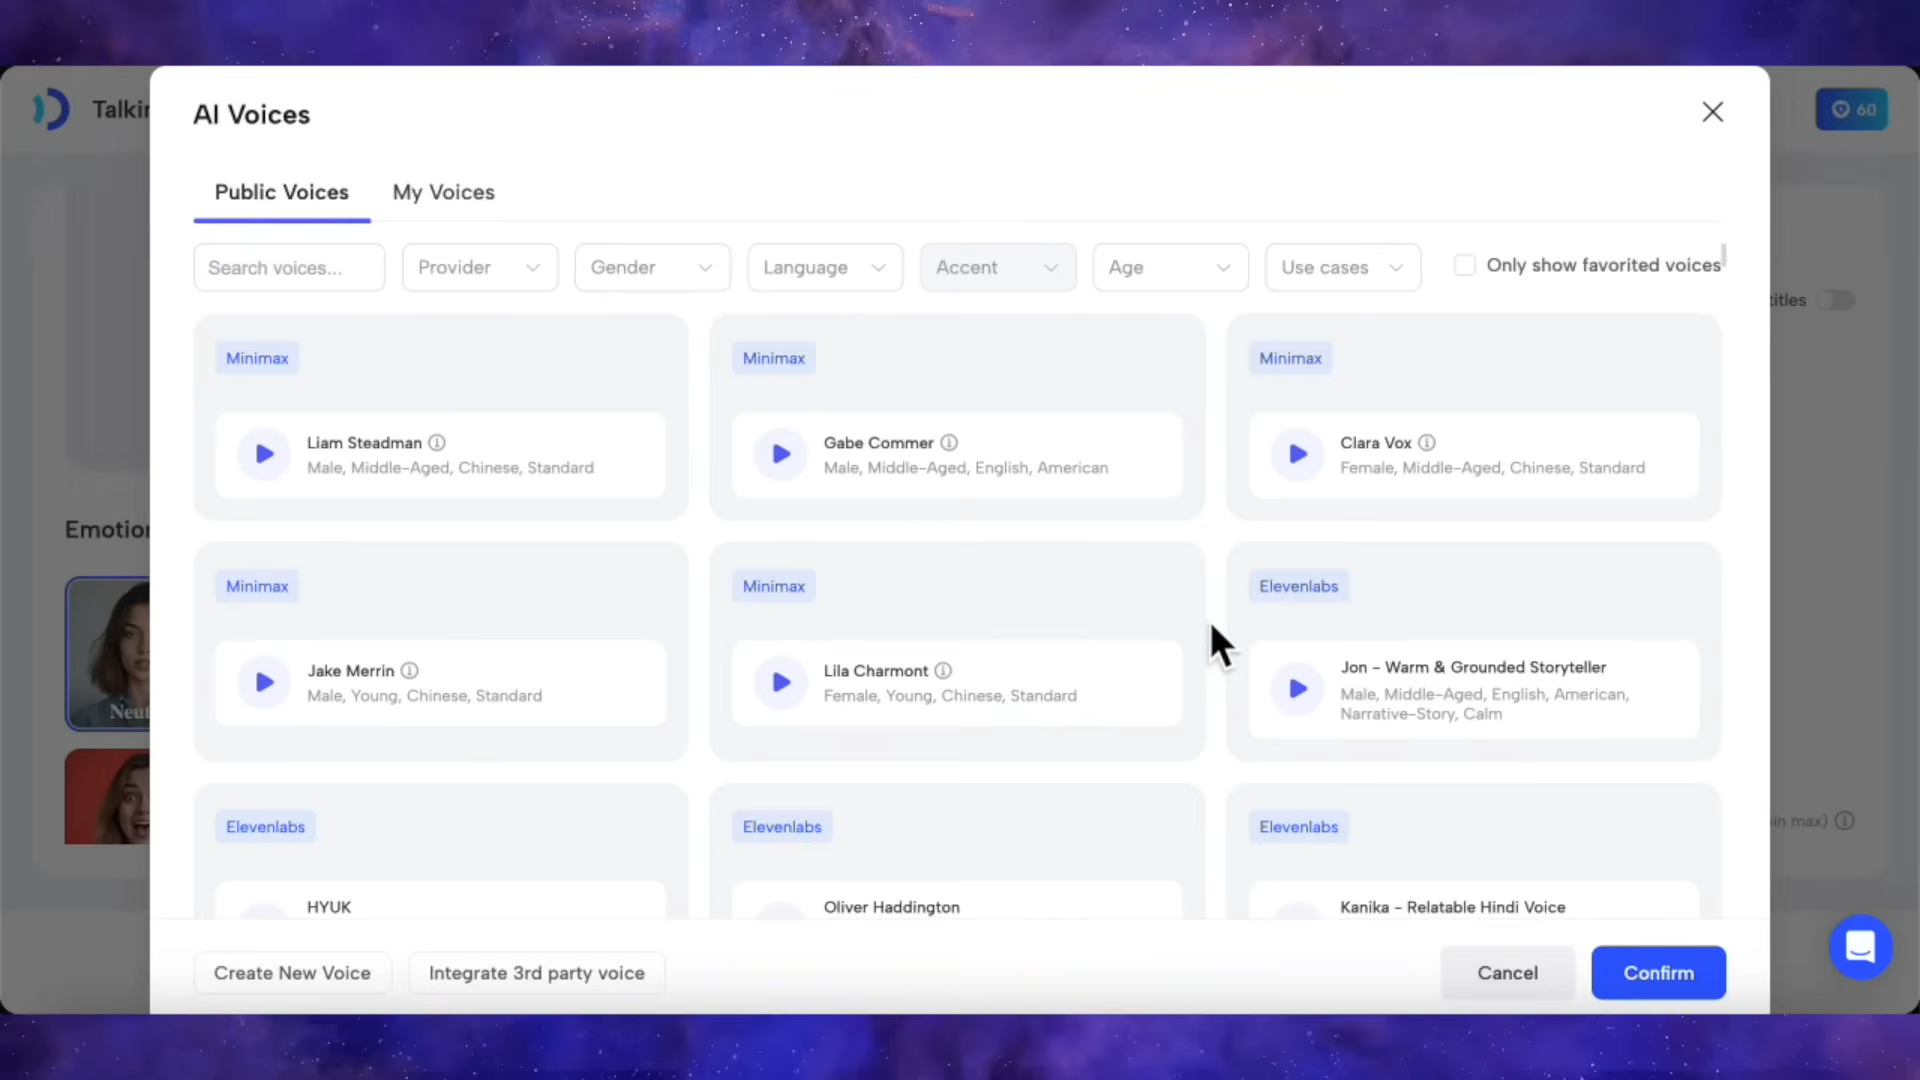 Talkin
AI Voices
60
Public Voices
My Voices
Search voices...
Provider
Gender
Language
Accent
Age
Use cases
Only show favorited voices
titles
Minimax
Liam Steadman
Male, Middle-Aged, Chinese, Standard
Minimax
Gabe Commer
Male, Middle-Aged, English, American
Minimax
Clara Vox
Female, Middle-Aged, Chinese, Standard
Emotion
Neut
Minimax
Jake Merrin
Male, Young, Chinese, Standard
Minimax
Lila Charmont
Female, Young, Chinese, Standard
Elevenlabs
Jon - Warm & Grounded Storyteller
Male, Middle-Aged, English, American,
Narrative-Story, Calm
Elevenlabs
HYUK
Elevenlabs
Oliver Haddington
Elevenlabs
Kanika - Relatable Hindi Voice
in max)
Create New Voice
Integrate 3rd party voice
Cancel
Confirm